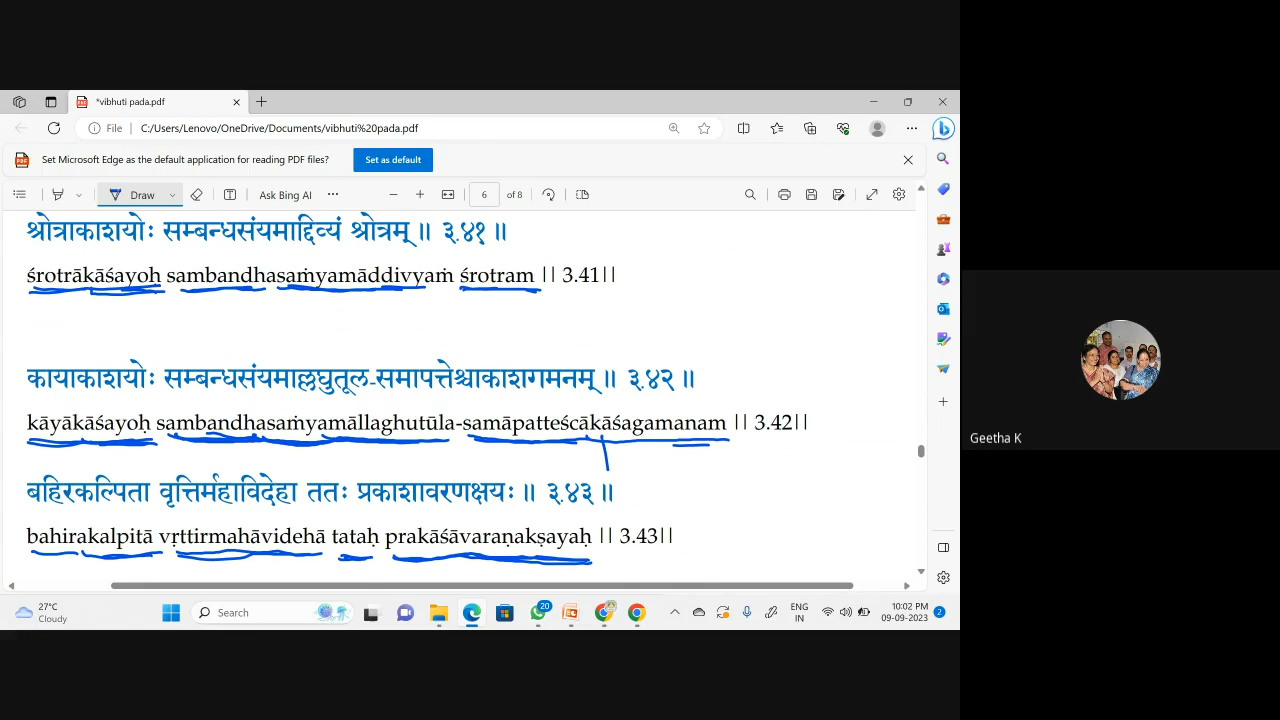 *vibhuti pada.pdf
File
C:/Users/Lenovo/OneDrive/Documents/vibhuti%20pada.pdf
Set Microsoft Edge as the default application for reading PDF files?
Set as default
Draw
Ask Bing AI
6 of 8
श्रोत्राकाशयोः सम्बन्धसंयमाद्दिव्यं श्रोत्रम् ॥ ३.४१ ॥
śrotrākāśayoh sambandhasaṁyamāddivyaṁ śrotram || 3.41||
कायाकाशयोः सम्बन्धसंयमाल्लघुतूल-समापत्तेश्चाकाशगमनम् ॥ ३.४२ ॥
kāyākāśayoḥ sambandhasaṁyamāllaghutūla-samāpatteścākāśagamanam || 3.42||
Geetha K
बहिरकल्पिता वृत्तिर्महाविदेहा ततः प्रकाशावरणक्षयः ॥ ३.४३ ॥
bahirakalpitā vṛttirmahāvidehā tataḥ prakāśāvaraṇakṣayaḥ || 3.43||
27°C
Cloudy
Search
20
ENG
IN
10:02 PM
09-09-2023
2